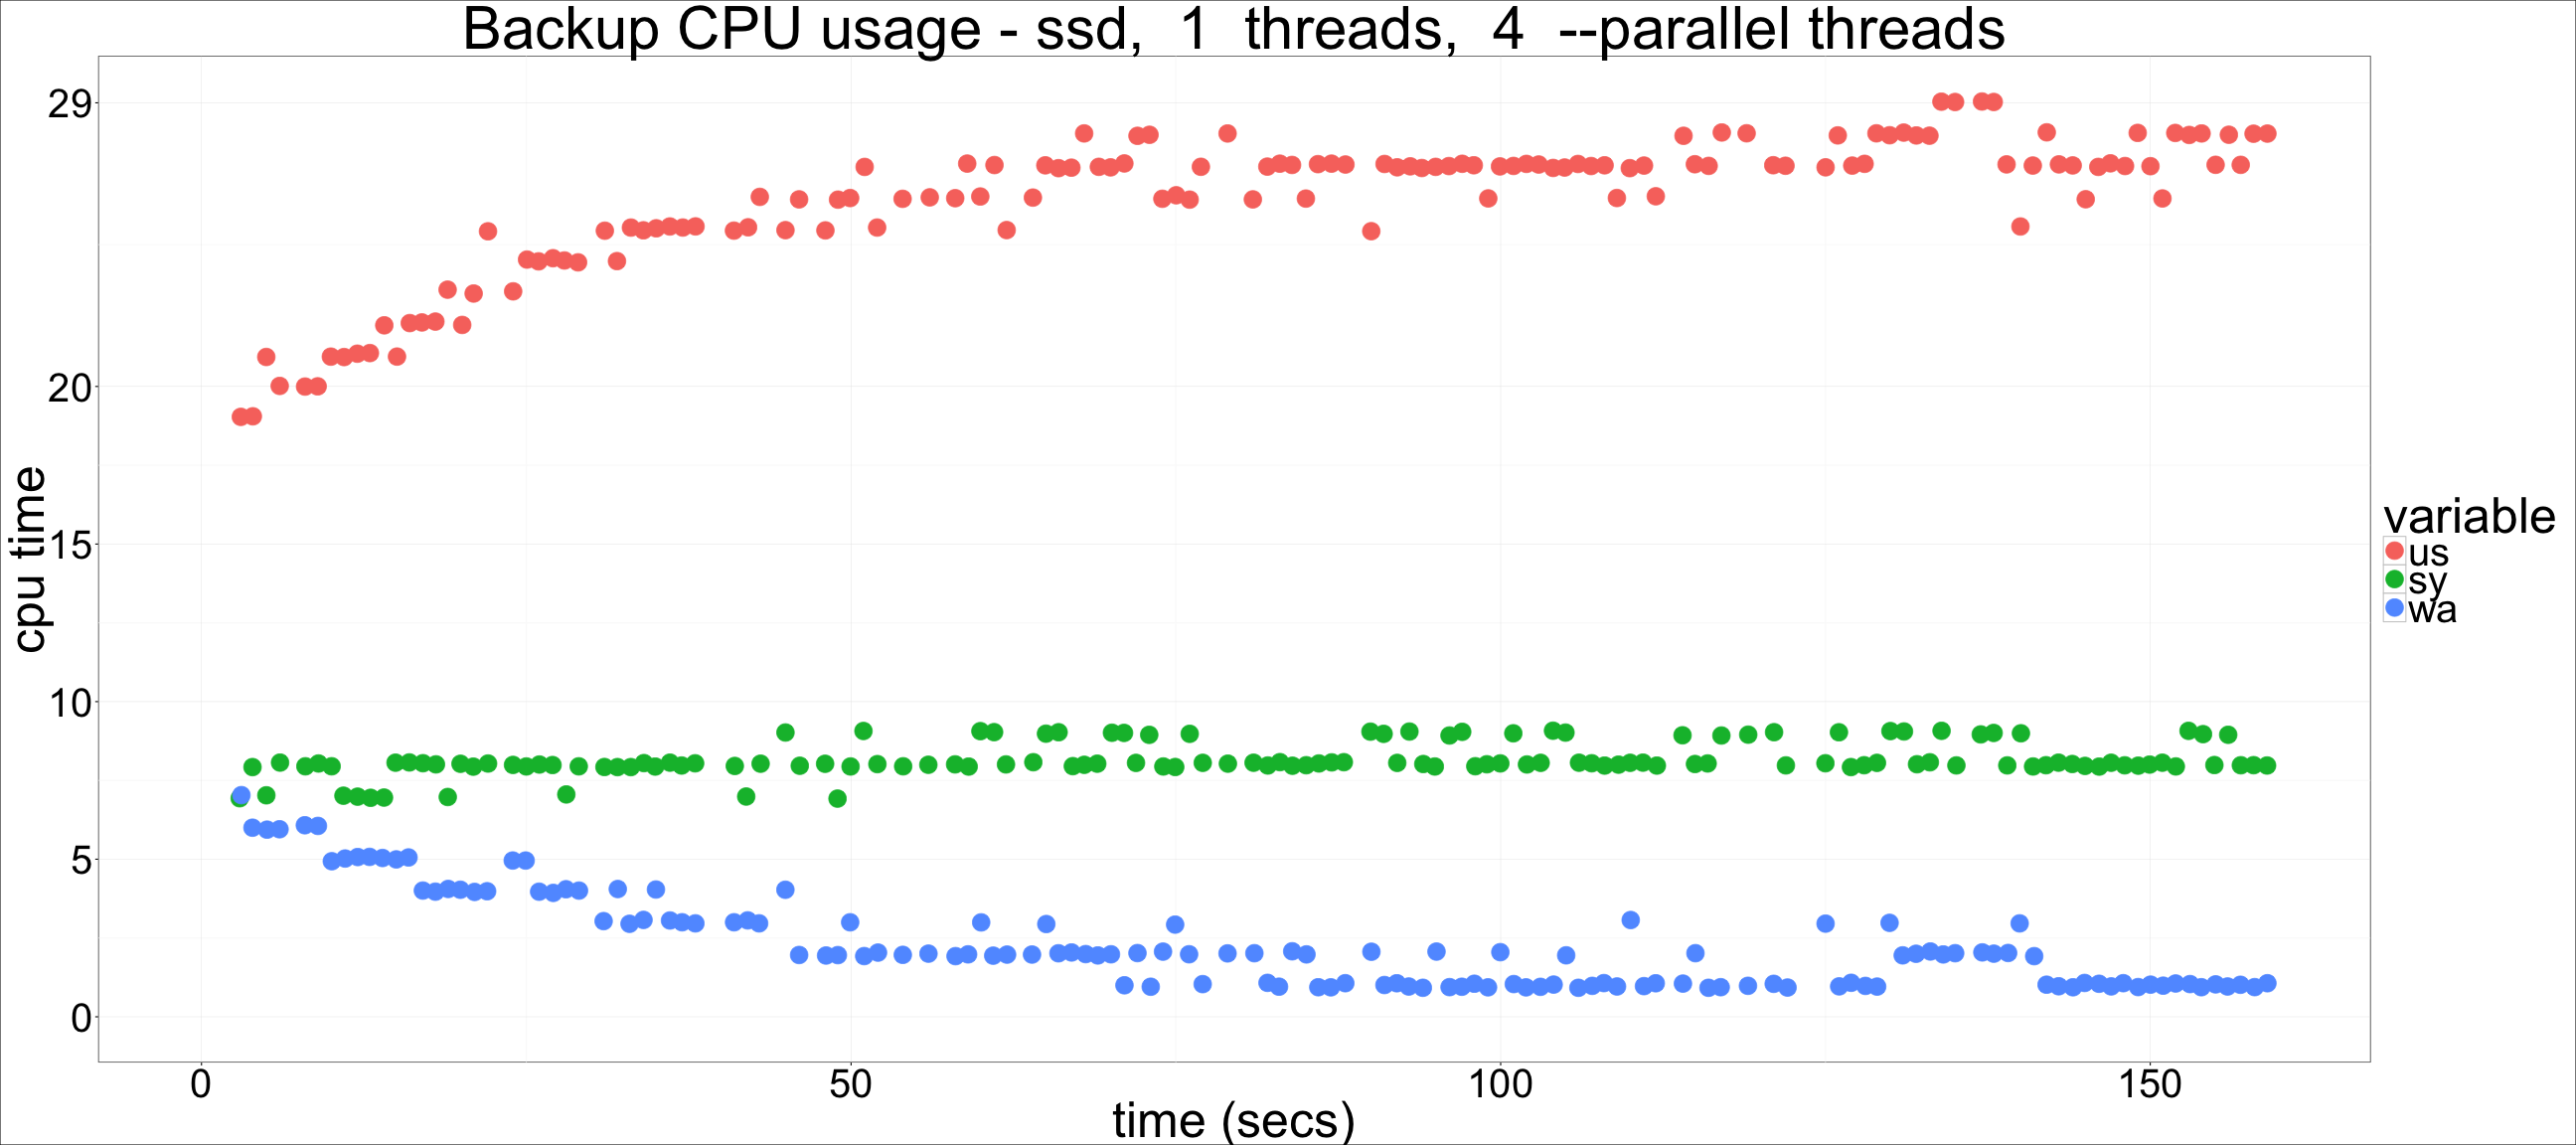 Backup CPU usage - ssd, 1 threads, 4 --parallel threads
29
20
15
10
5
0
cpu time
0 50 100 150
time (secs)
variable
us
sy
wa